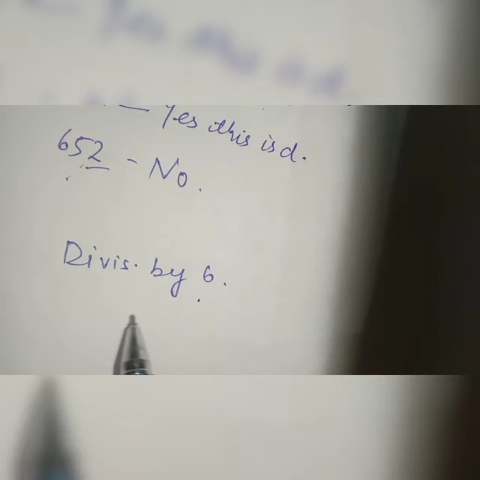 — Yes this is d.
652 - No.
Divis. by 6.